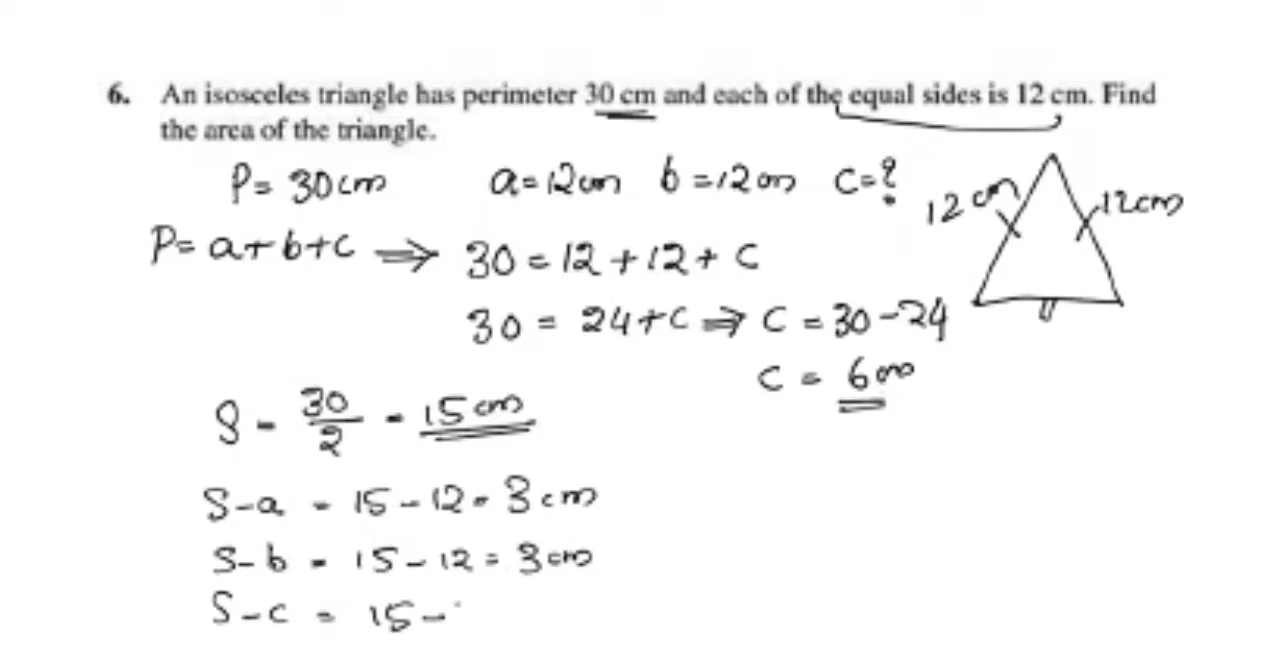 6. An isosceles triangle has perimeter 30 cm and each of the equal sides is 12 cm. Find
the area of the triangle.
P= 30cm a=12cm b=12cm c=?
12cm 12cm
P= a+b+c ⇒ 30=12+12+c
30 = 24+c ⇒ c = 30-24
c = 6cm
S = 30/2 = 15cm
S-a = 15-12= 3cm
S-b = 15-12= 3cm
S-c = 15-